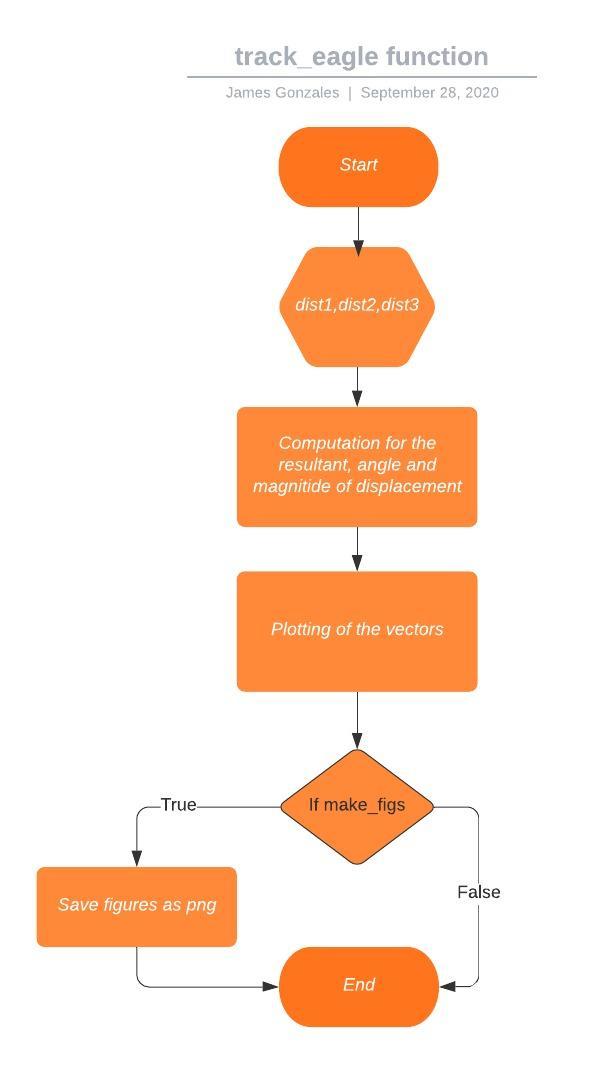 track_eagle function
James Gonzales | September 28, 2020
Start
dist1,dist2,dist3
Computation for the
resultant, angle and
magnitide of displacement
Plotting of the vectors
If make_figs
True
False
Save figures as png
End